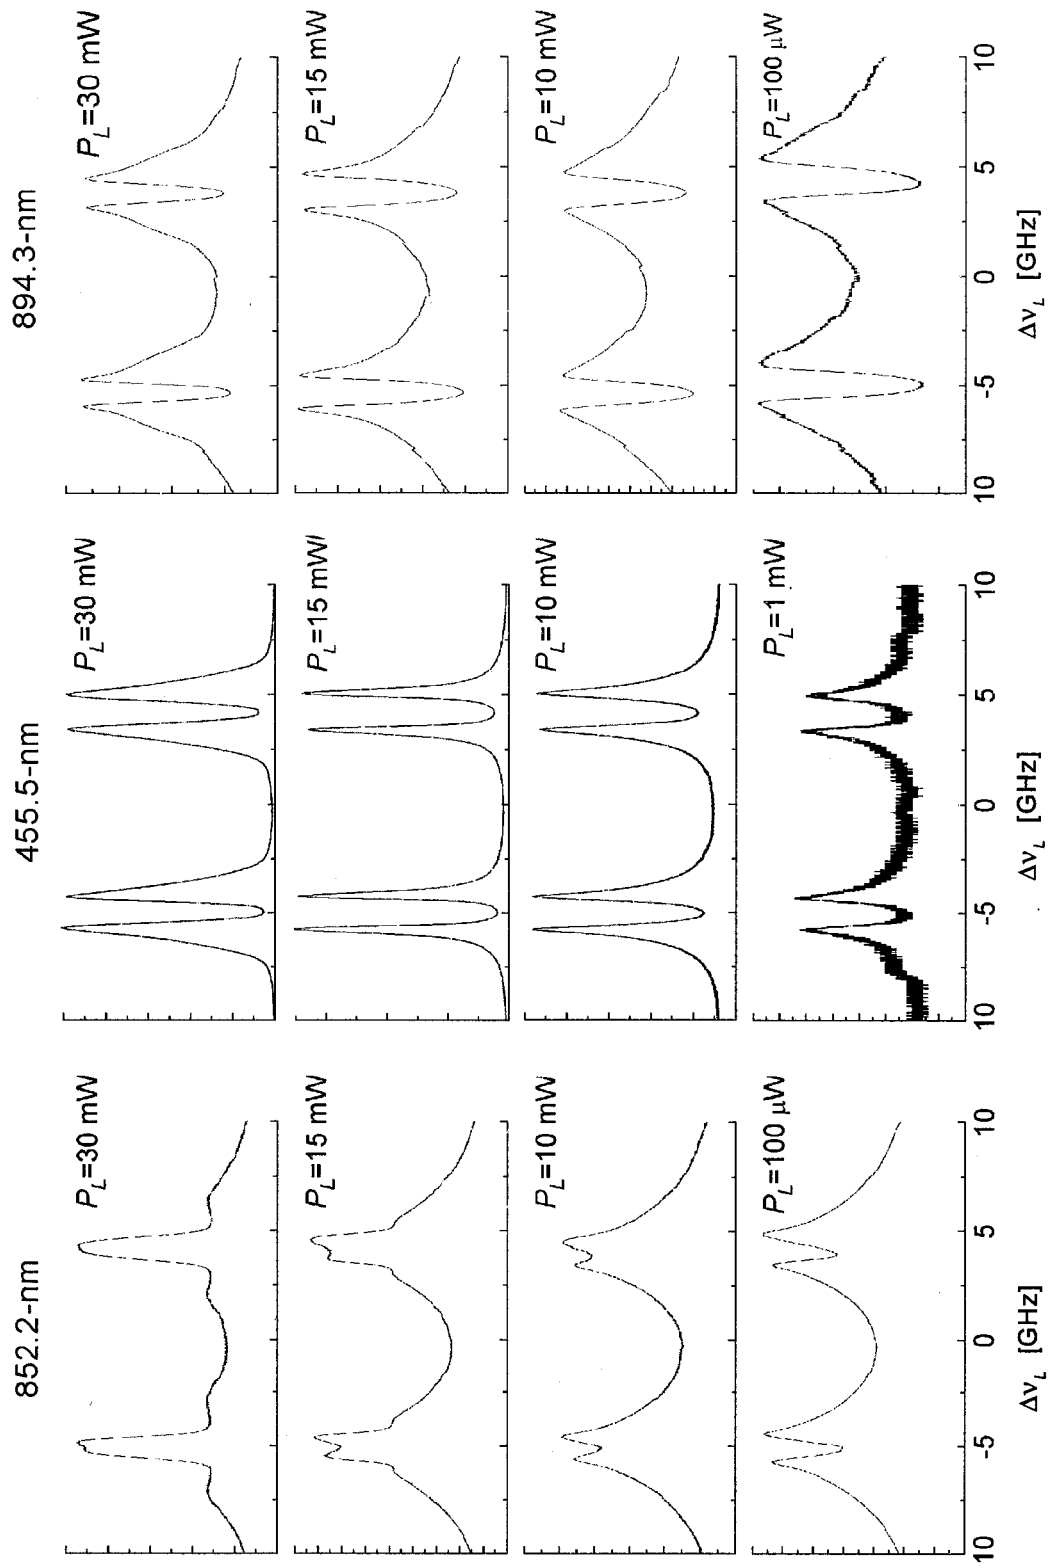 852.2-nm
455.5-nm
894.3-nm
P_L=30 mW
P_L=30 mW
P_L=30 mW
P_L=15 mW
P_L=15 mW
P_L=15 mW
P_L=10 mW
P_L=10 mW
P_L=10 mW
P_L=100 μW
P_L=1 mW
P_L=100 μW
10 -5 0 5 10
10 -5 0 5 10
10 -5 0 5 10
Δν_L [GHz]
Δν_L [GHz]
Δν_L [GHz]